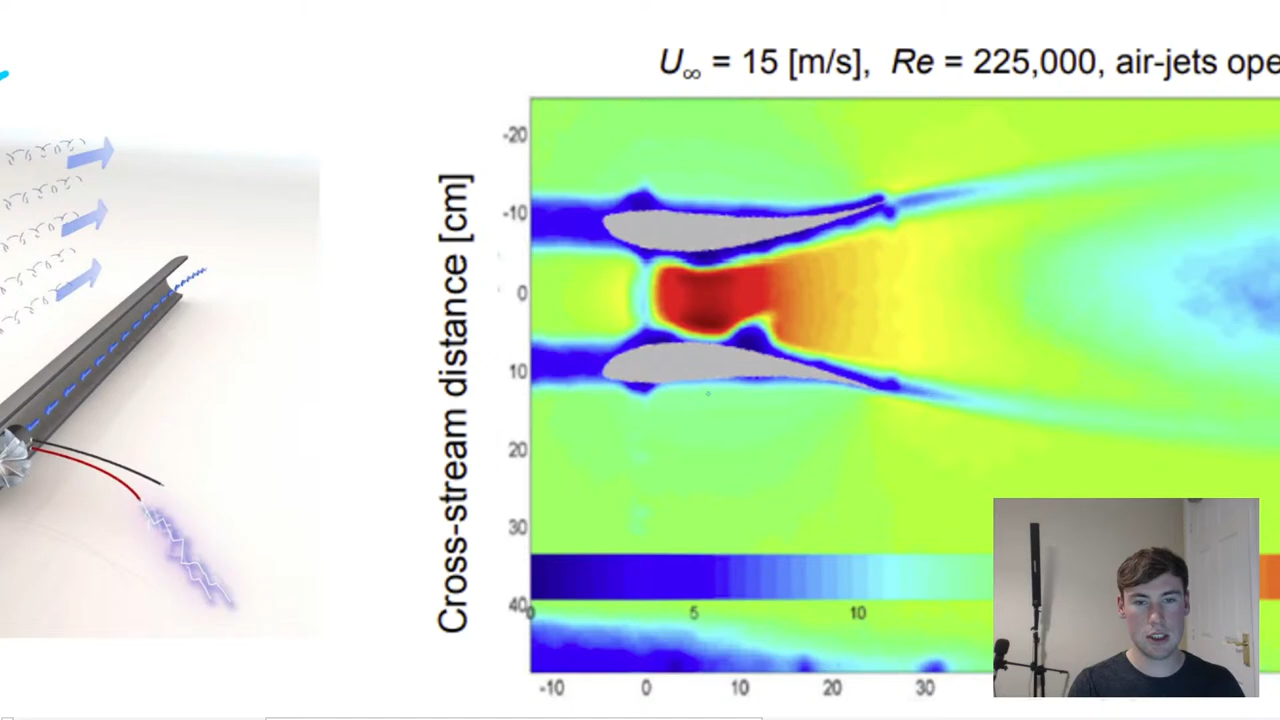 U∞ = 15 [m/s], Re = 225,000, air-jets ope
Cross-stream distance [cm]
-20
-10
0
10
20
30
40
0 5 10
-10 0 10 20 30